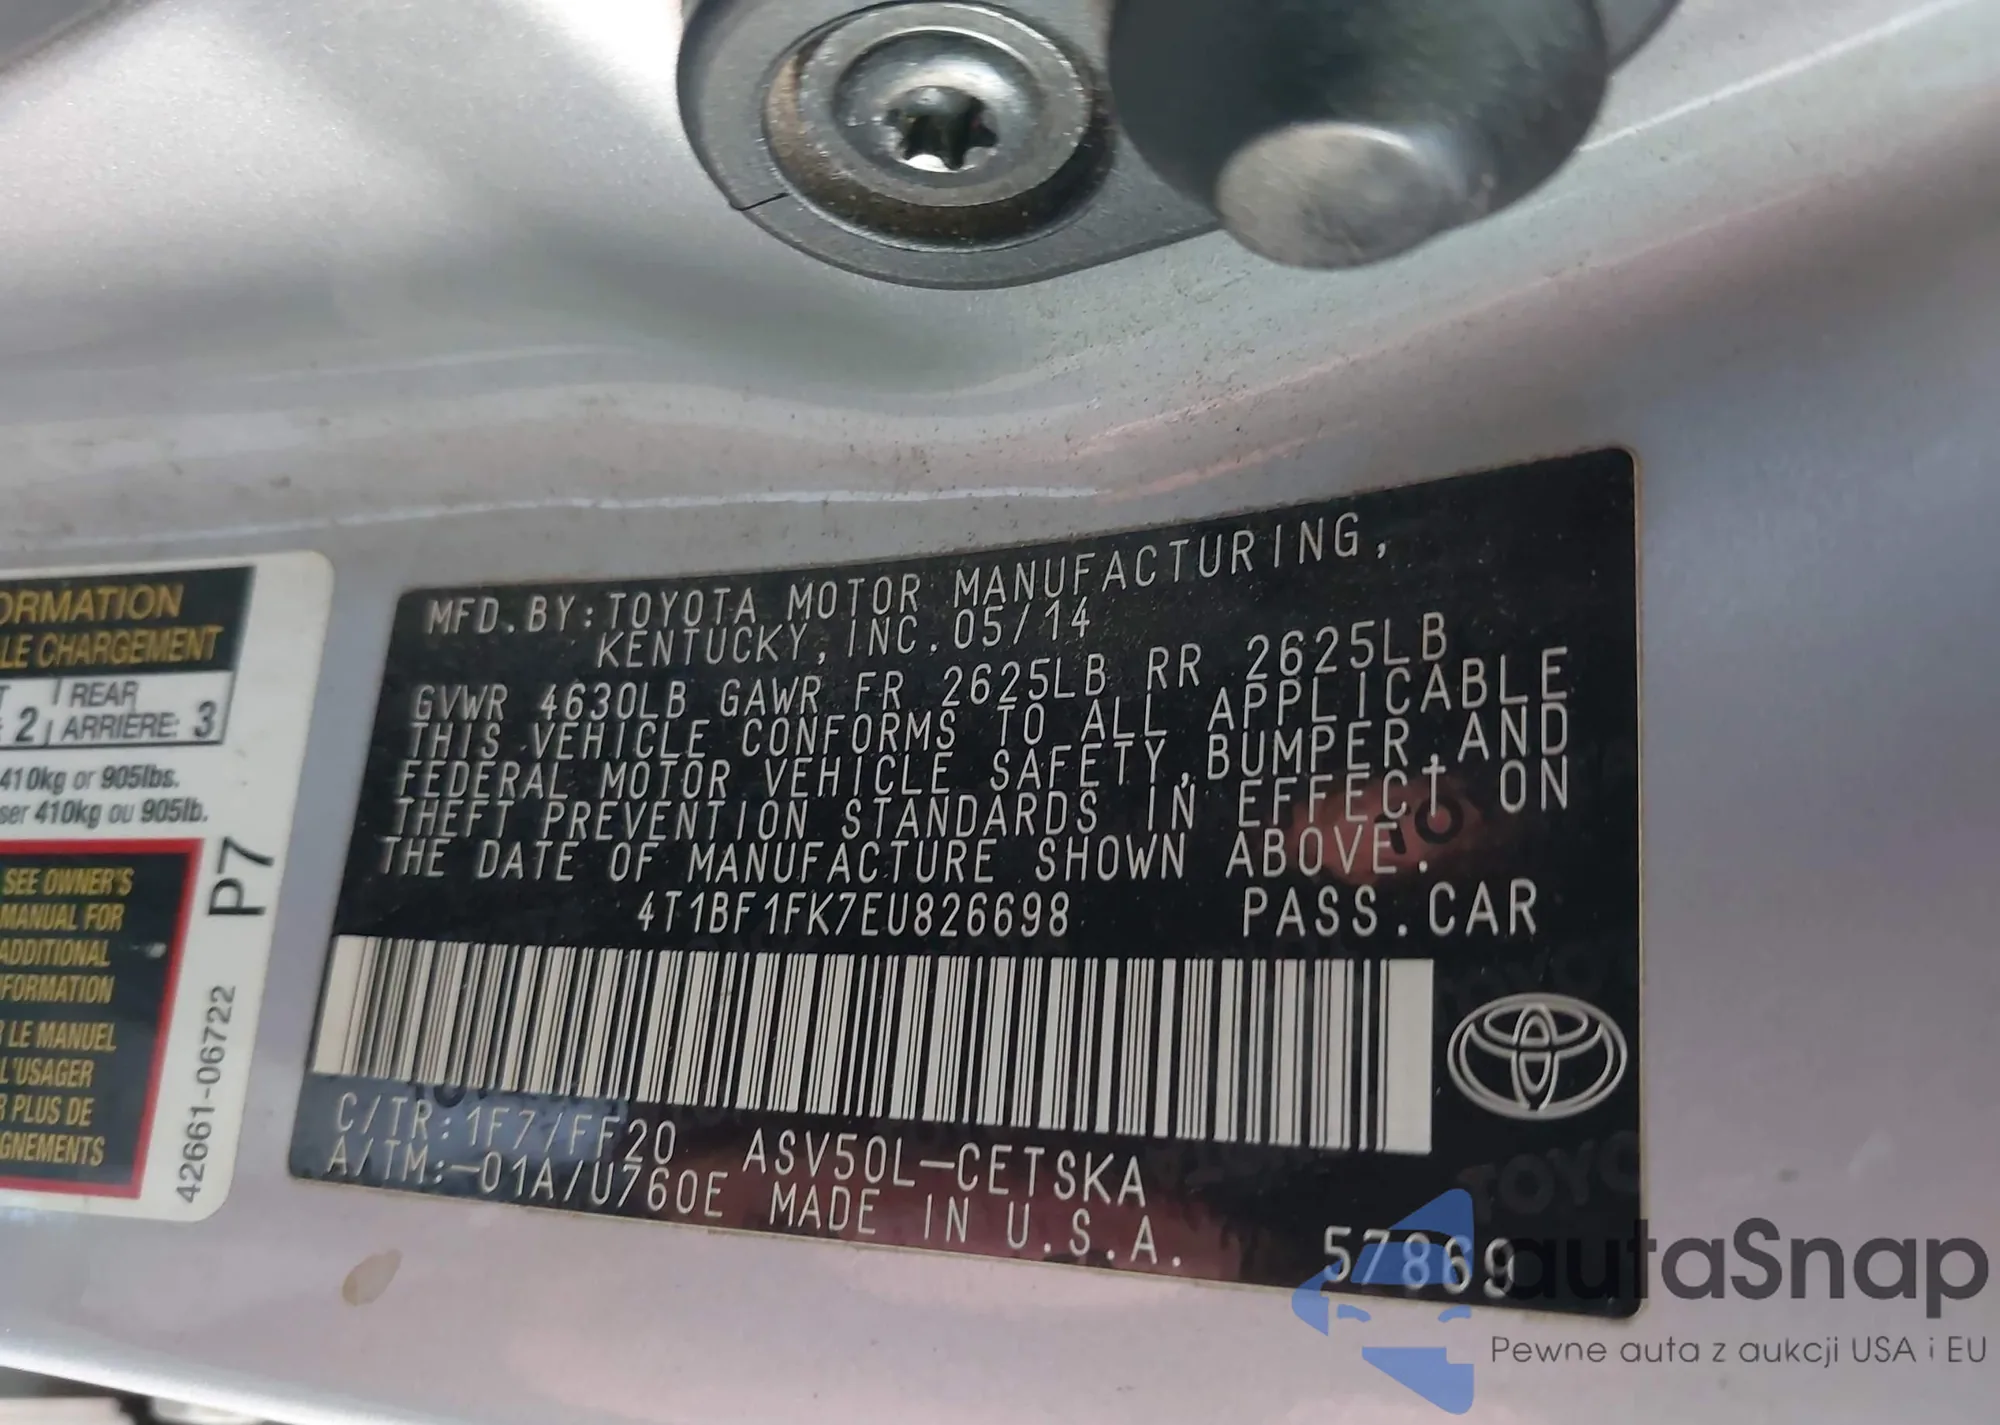 ORMATION
LE CHARGEMENT
REAR
2 ARRIÈRE: 3
410kg or 905lbs.
ser 410kg ou 905lb.
SEE OWNER'S
MANUAL FOR
ADDITIONAL
NFORMATION
LE MANUEL
L'USAGER
R PLUS DE
GNEMENTS
P7
42661-06722
MFD.BY:TOYOTA MOTOR MANUFACTURING,
KENTUCKY,INC.05/14
GVWR 4630LB GAWR FR 2625LB RR 2625LB
THIS VEHICLE CONFORMS TO ALL APPLICABLE
FEDERAL MOTOR VEHICLE SAFETY,BUMPER,AND
THEFT PREVENTION STANDARDS IN EFFECT ON
THE DATE OF MANUFACTURE SHOWN ABOVE.
4T1BF1FK7EU826698 PASS.CAR
C/TR:1F7/FF20 ASV50L-CETSKA
A/TM:-01A/U760E MADE IN U.S.A.
57869
autaSnap
Pewne auta z aukcji USA i EU